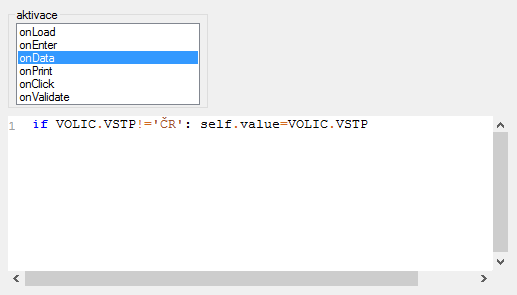 aktivace
onLoad
onEnter
onData
onPrint
onClick
onValidate
1 if VOLIC.VSTP!='ČR': self.value=VOLIC.VSTP